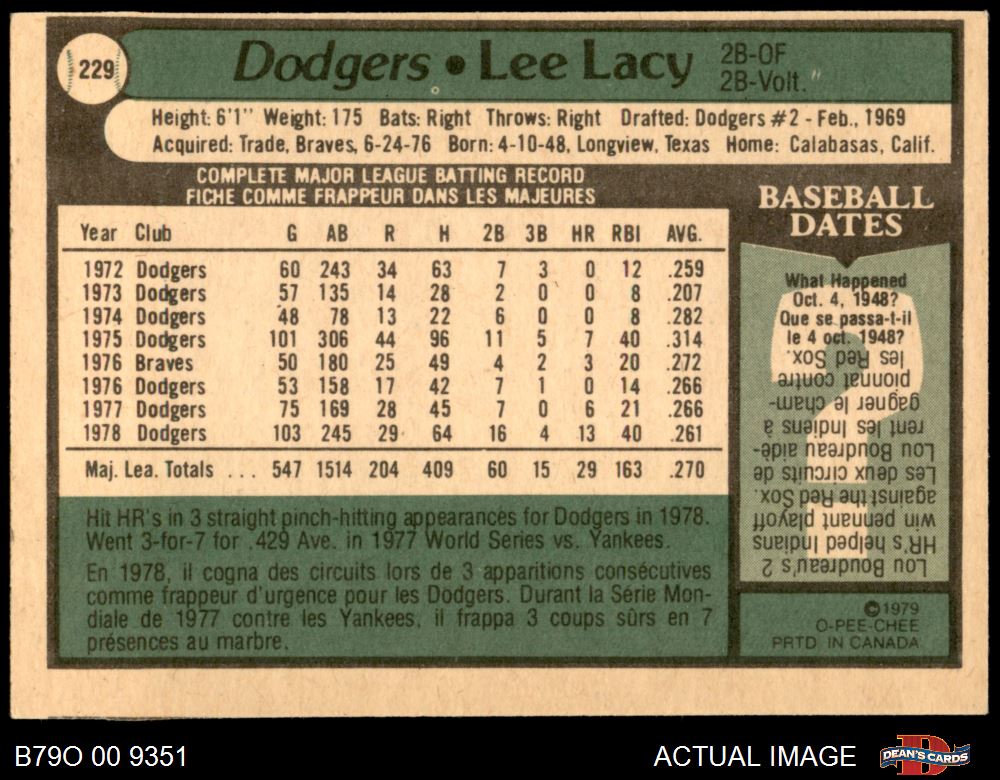 229
Dodgers • Lee Lacy
2B-OF
2B-Volt.
Height: 6'1" Weight: 175 Bats: Right Throws: Right Drafted: Dodgers #2 - Feb., 1969
Acquired: Trade, Braves, 6-24-76 Born: 4-10-48, Longview, Texas Home: Calabasas, Calif.
COMPLETE MAJOR LEAGUE BATTING RECORD
FICHE COMME FRAPPEUR DANS LES MAJEURES
Year Club G AB R H 2B 3B HR RBI AVG.
1972 Dodgers 60 243 34 63 7 3 0 12 .259
1973 Dodgers 57 135 14 28 2 0 0 8 .207
1974 Dodgers 48 78 13 22 6 0 0 8 .282
1975 Dodgers 101 306 44 96 11 5 7 40 .314
1976 Braves 50 180 25 49 4 2 3 20 .272
1976 Dodgers 53 158 17 42 7 1 0 14 .266
1977 Dodgers 75 169 28 45 7 0 6 21 .266
1978 Dodgers 103 245 29 64 16 4 13 40 .261
Maj. Lea. Totals ... 547 1514 204 409 60 15 29 163 .270
Hit HR's in 3 straight pinch-hitting appearances for Dodgers in 1978.
Went 3-for-7 for .429 Ave. in 1977 World Series vs. Yankees.
En 1978, il cogna des circuits lors de 3 apparitions consécutives
comme frappeur d'urgence pour les Dodgers. Durant la Série Mon-
diale de 1977 contre les Yankees, il frappa 3 coups sûrs en 7
présences au marbre.
BASEBALL
DATES
What Happened
Oct. 4, 1948?
Que se passa-t-il
le 4 oct. 1948?
Lou Boudreau's 2
HR's helped Indians
win pennant playoff
against the Red Sox.
Les deux circuits de
Lou Boudreau aidè-
rent les Indiens à
gagner le cham-
pionnat contre
les Red Sox.
©1979
O-PEE-CHEE
PRTD IN CANADA
B79O 00 9351
ACTUAL IMAGE
DEAN'S CARDS